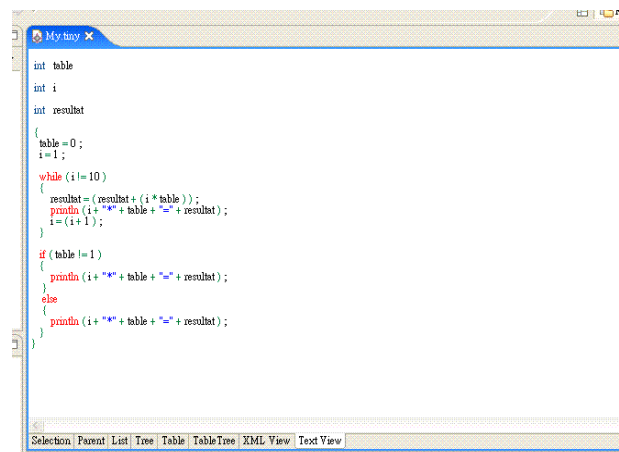 My.tiny
int table
int i
int resultat
{
table = 0 ;
i = 1 ;
while ( i != 10 )
{
resultat = ( resultat + ( i * table ) ) ;
println ( i + "*" + table + "=" + resultat ) ;
i = ( i + 1 ) ;
}
if ( table != 1 )
{
println ( i + "*" + table + "=" + resultat ) ;
}
else
{
println ( i + "*" + table + "=" + resultat ) ;
}
}
Selection Parent List Tree Table TableTree XML View Text View